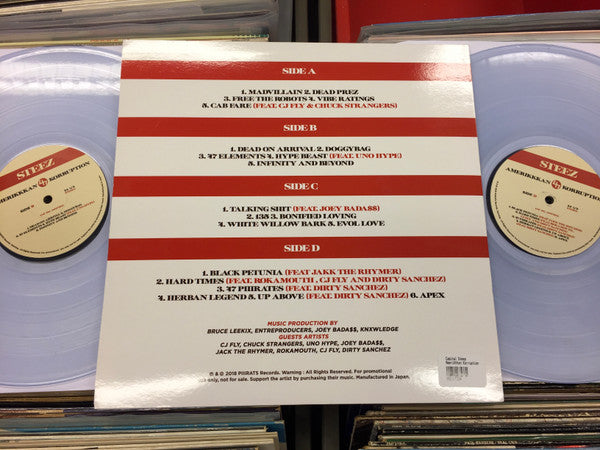 SIDE A
1. MADVILLAIN 2. DEAD PREZ
3. FREE THE ROBOTS 4. VIBE RATINGS
5. CAB FARE (FEAT. CJ FLY & CHUCK STRANGERS)
SIDE B
1. DEAD ON ARRIVAL 2. DOGGYBAG
3. 47 ELEMENTS 4. HYPE BEAST (FEAT. UNO HYPE)
5. INFINITY AND BEYOND
SIDE C
1. TALKING SHIT (FEAT. JOEY BADA$$)
2. 135 3. BONIFIED LOVING
4. WHITE WILLOW BARK 5. EVOL LOVE
SIDE D
1. BLACK PETUNIA (FEAT JAKK THE RHYMER)
2. HARD TIMES (FEAT. ROKAMOUTH , CJ FLY AND DIRTY SANCHEZ)
3. 47 PIIIRATES (FEAT. DIRTY SANCHEZ)
4. HERBAN LEGEND 5. UP ABOVE (FEAT. DIRTY SANCHEZ) 6. APEX
MUSIC PRODUCTION BY
BRUCE LEEKIX, ENTREPRODUCERS, JOEY BADA$$, KNXWLEDGE
GUESTS ARTISTS
CJ FLY, CHUCK STRANGERS, UNO HYPE, JOEY BADA$$,
JACK THE RHYMER, ROKAMOUTH, CJ FLY, DIRTY SANCHEZ
℗ & © 2018 PIIIRATS Records. Warning : All Rights Reserved. For promotional
only, not for sale. Support the artist by purchasing their music. Manufactured in Japan.
Capital Steez
Amerikkkan Korruption
STEEZ
AMERIKKKAN KORRUPTION
STEEZ
AMERIKKKAN KORRUPTION